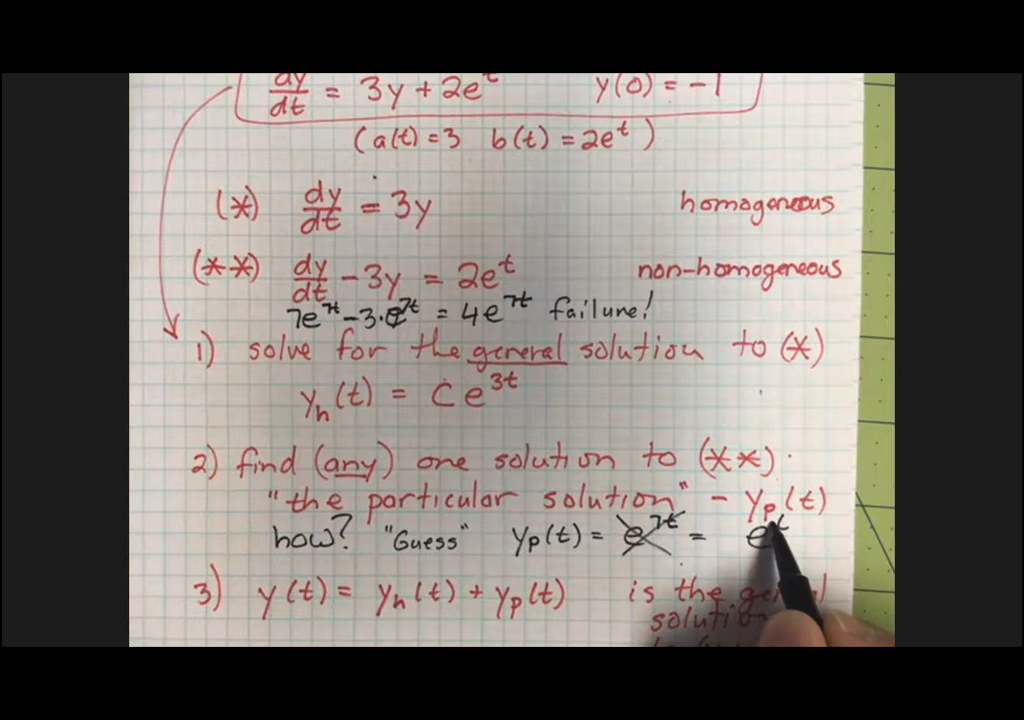 dy/dt = 3y + 2e^t y(0) = -1
(a(t) = 3 b(t) = 2e^t)
(*) dy/dt = 3y homogeneous
(**) dy/dt - 3y = 2e^t non-homogeneous
7e^7t - 3·e^7t = 4e^7t failure!
1) solve for the general solution to (*)
y_h(t) = Ce^3t
2) find (any) one solution to (**).
"the particular solution" - y_p(t)
how? "Guess" y_p(t) = e^7t = e^t
3) y(t) = y_h(t) + y_p(t) is the